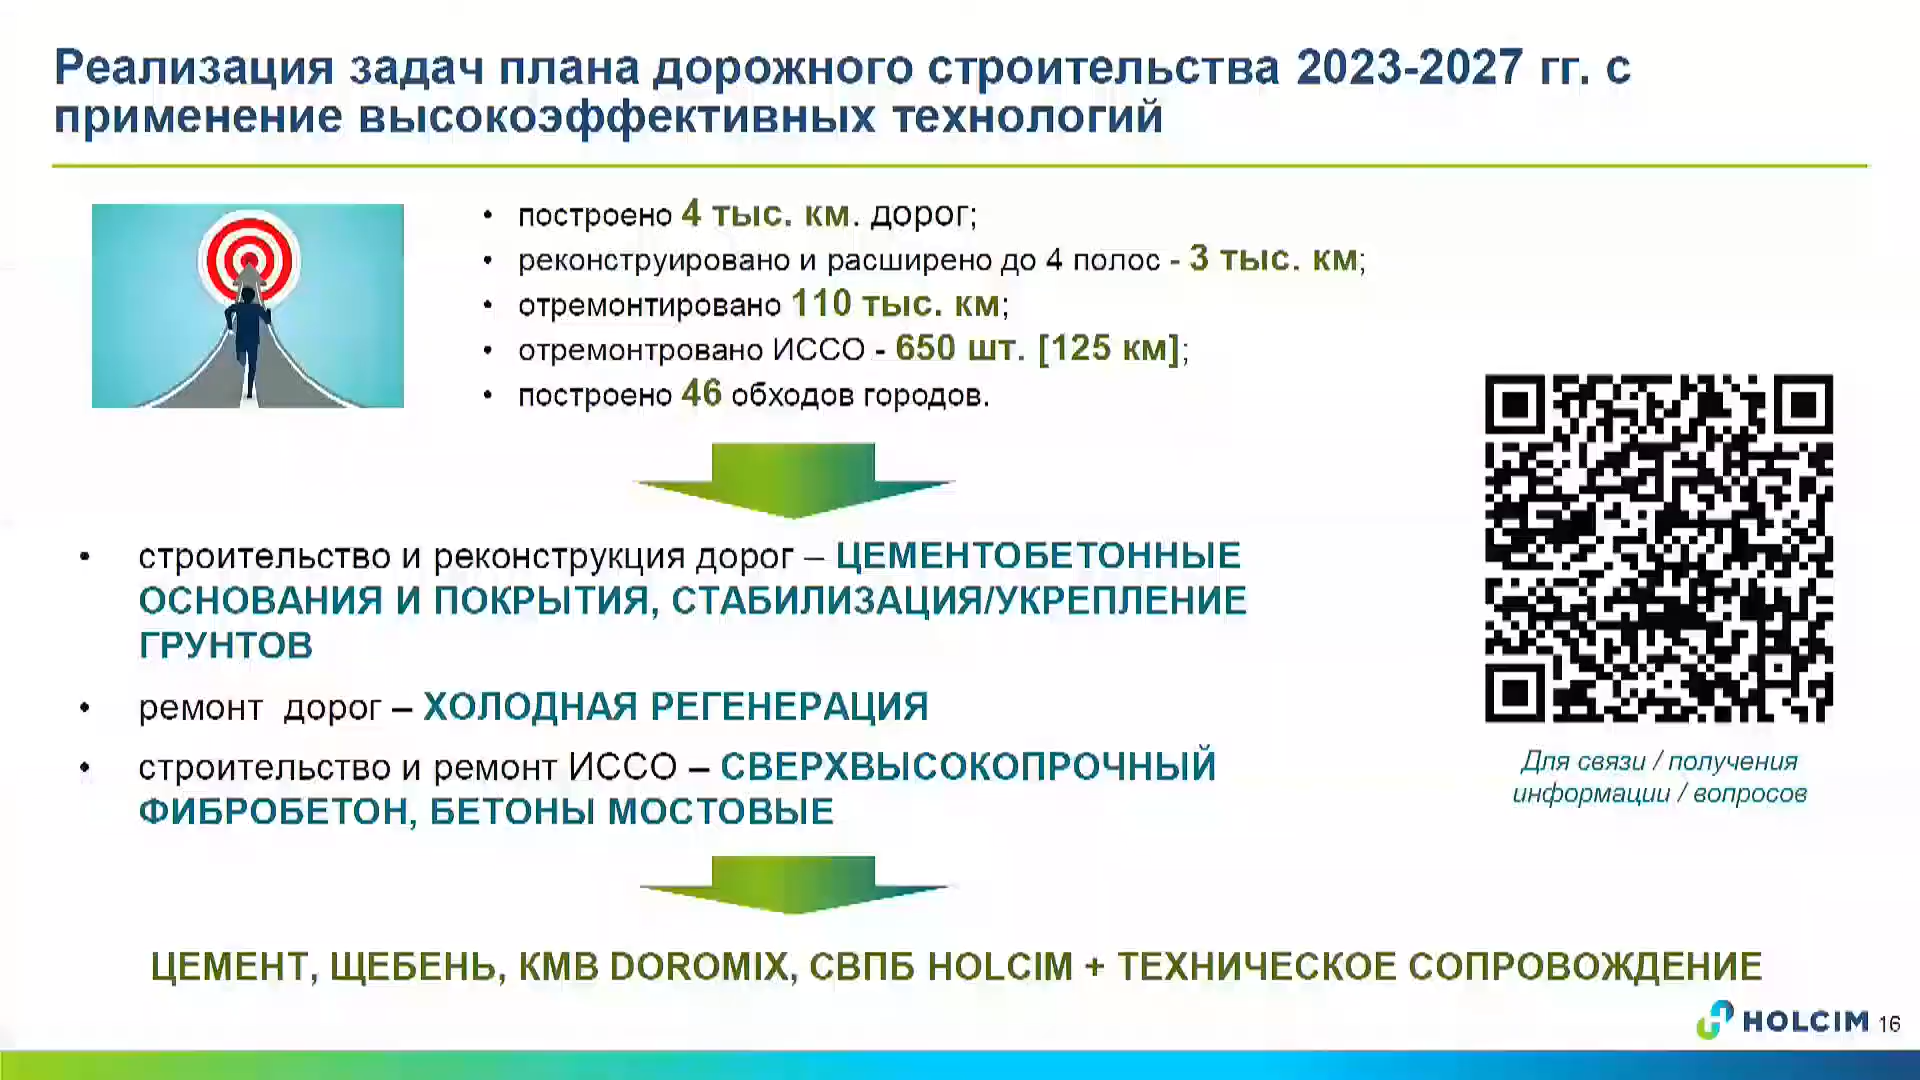 Реализация задач плана дорожного строительства 2023-2027 гг. с
применение высокоэффективных технологий
• построено 4 тыс. км. дорог;
• реконструировано и расширено до 4 полос - 3 тыс. км;
• отремонтировано 110 тыс. км;
• отремонтровано ИССО - 650 шт. [125 км];
• построено 46 обходов городов.
• строительство и реконструкция дорог – ЦЕМЕНТОБЕТОННЫЕ
ОСНОВАНИЯ И ПОКРЫТИЯ, СТАБИЛИЗАЦИЯ/УКРЕПЛЕНИЕ
ГРУНТОВ
• ремонт дорог – ХОЛОДНАЯ РЕГЕНЕРАЦИЯ
• строительство и ремонт ИССО – СВЕРХВЫСОКОПРОЧНЫЙ
ФИБРОБЕТОН, БЕТОНЫ МОСТОВЫЕ
Для связи / получения
информации / вопросов
ЦЕМЕНТ, ЩЕБЕНЬ, КМВ DOROMIX, СВПБ HOLCIM + ТЕХНИЧЕСКОЕ СОПРОВОЖДЕНИЕ
HOLCIM 16